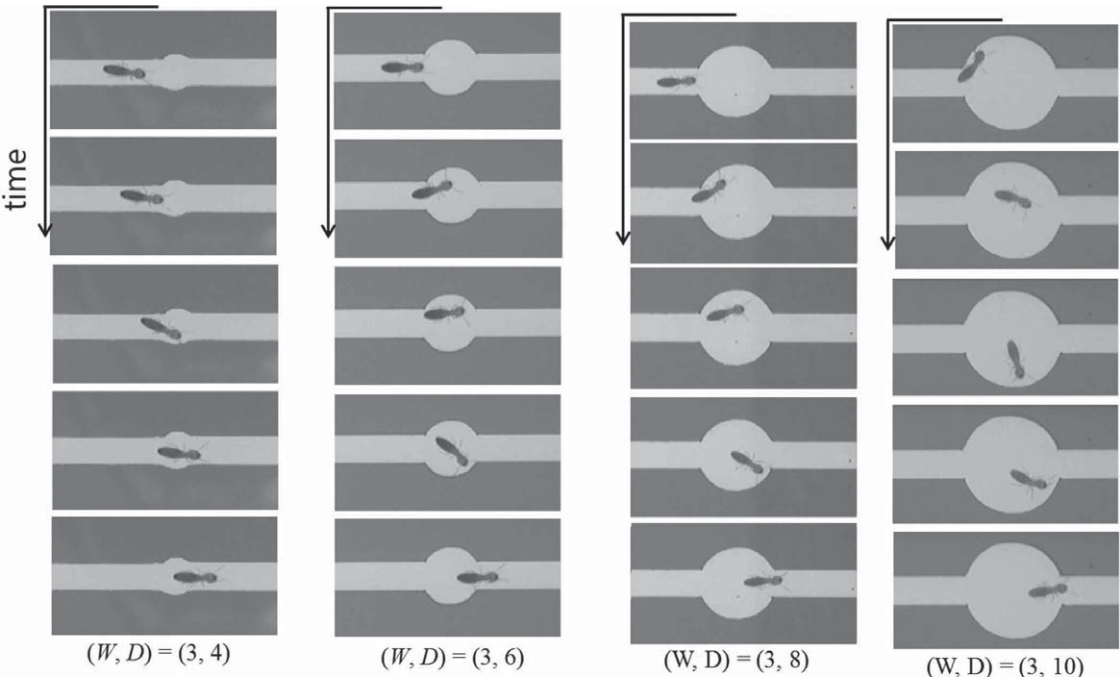 time
(W, D) = (3, 4)
(W, D) = (3, 6)
(W, D) = (3, 8)
(W, D) = (3, 10)